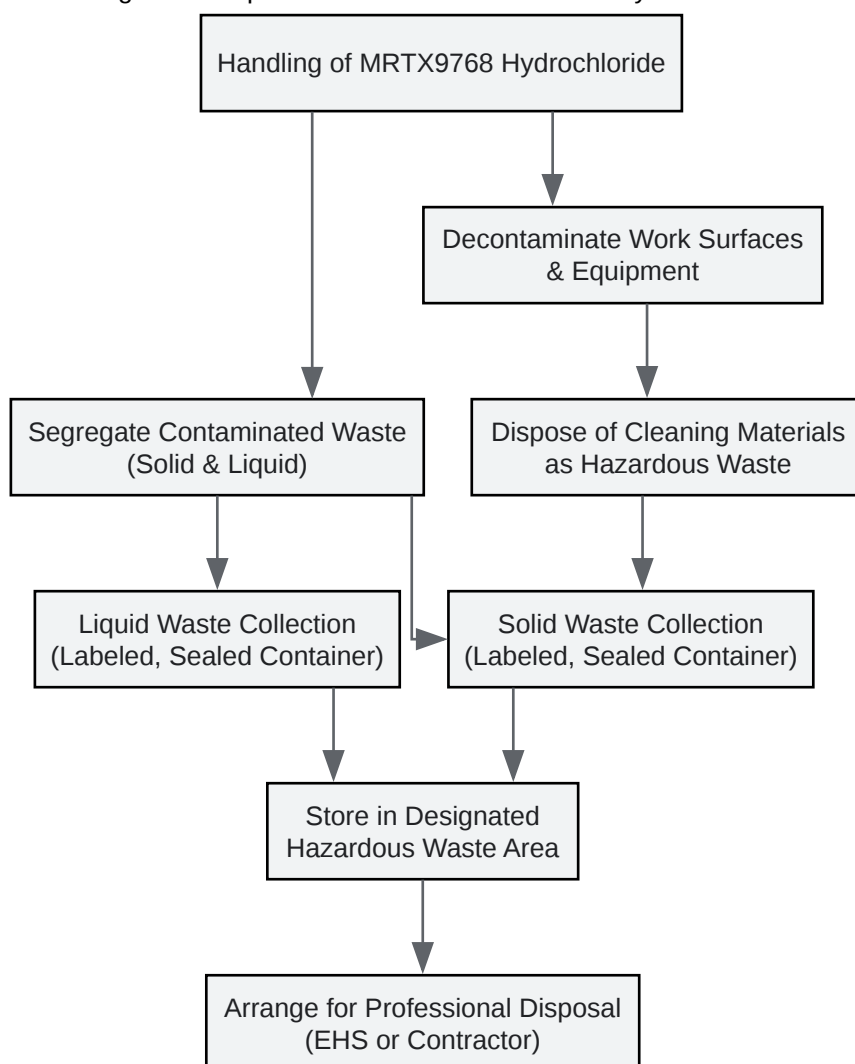 Handling of MRTX9768 Hydrochloride
Decontaminate Work Surfaces
& Equipment
Segregate Contaminated Waste
(Solid & Liquid)
Dispose of Cleaning Materials
as Hazardous Waste
Liquid Waste Collection
(Labeled, Sealed Container)
Solid Waste Collection
(Labeled, Sealed Container)
Store in Designated
Hazardous Waste Area
Arrange for Professional Disposal
(EHS or Contractor)